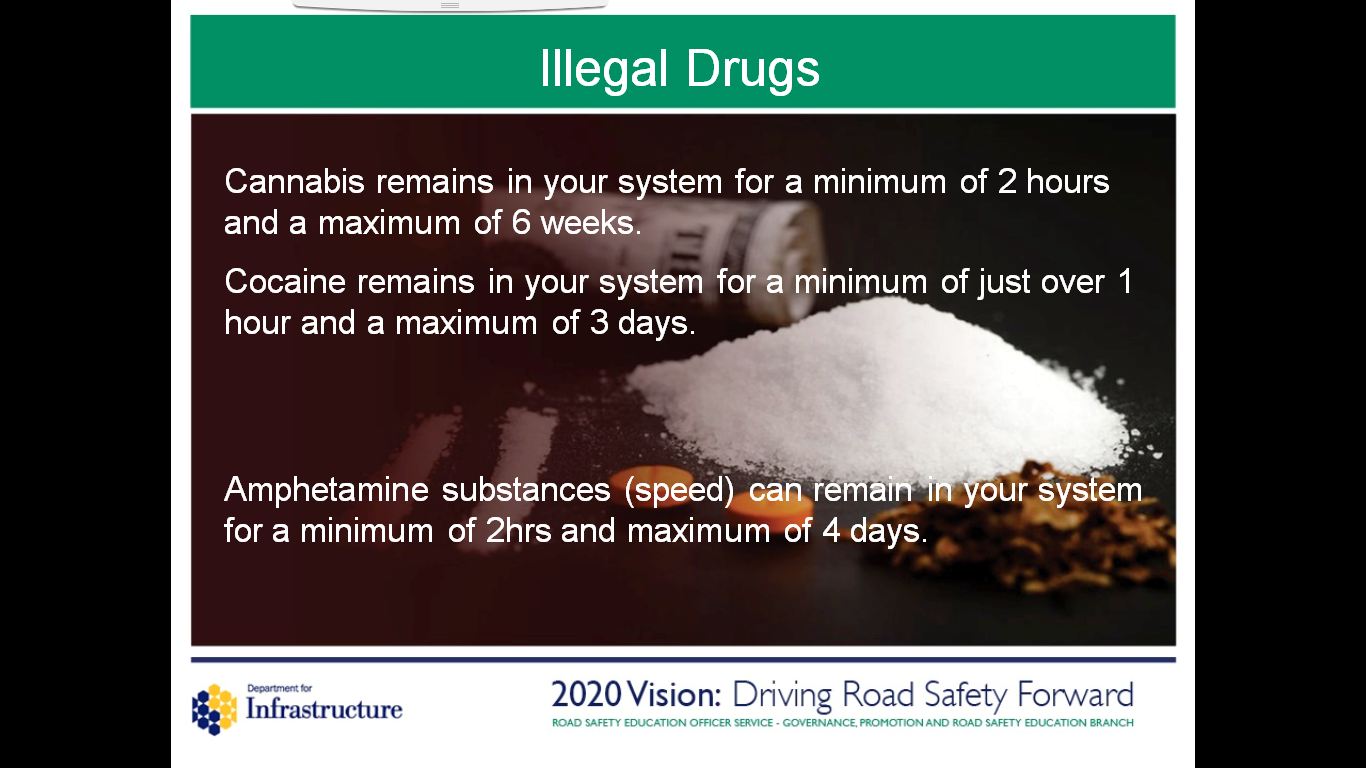 Illegal Drugs
Cannabis remains in your system for a minimum of 2 hours
and a maximum of 6 weeks.
Cocaine remains in your system for a minimum of just over 1
hour and a maximum of 3 days.
Amphetamine substances (speed) can remain in your system
for a minimum of 2hrs and maximum of 4 days.
Department for
Infrastructure
2020 Vision: Driving Road Safety Forward
ROAD SAFETY EDUCATION OFFICER SERVICE - GOVERNANCE, PROMOTION AND ROAD SAFETY EDUCATION BRANCH